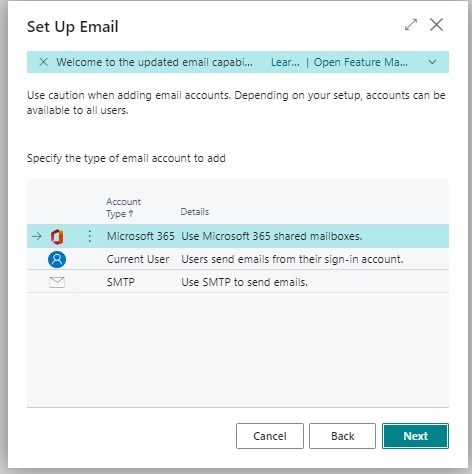 Set Up Email
Welcome to the updated email capabi... Lear... | Open Feature Ma...
Use caution when adding email accounts. Depending on your setup, accounts can be
available to all users.
Specify the type of email account to add
Account
Type ↑ Details
Microsoft 365 Use Microsoft 365 shared mailboxes.
Current User Users send emails from their sign-in account.
SMTP Use SMTP to send emails.
Cancel Back Next